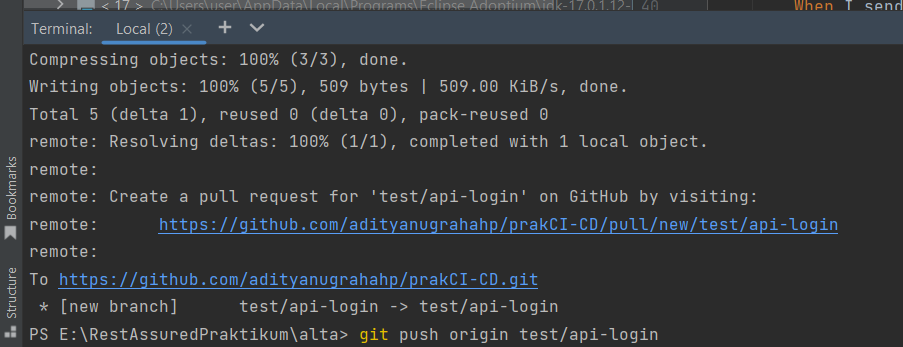 < 17 > C:\Users\user\AppData\Local\Programs\Eclipse Adoptium\jdk-17.0.1.12- 40 When I send
Terminal: Local (2) × + ∨
Compressing objects: 100% (3/3), done.
Writing objects: 100% (5/5), 509 bytes | 509.00 KiB/s, done.
Total 5 (delta 1), reused 0 (delta 0), pack-reused 0
remote: Resolving deltas: 100% (1/1), completed with 1 local object.
remote:
remote: Create a pull request for 'test/api-login' on GitHub by visiting:
remote:      https://github.com/adityanugrahahp/prakCI-CD/pull/new/test/api-login
remote:
To https://github.com/adityanugrahahp/prakCI-CD.git
 * [new branch]      test/api-login -> test/api-login
PS E:\RestAssuredPraktikum\alta> git push origin test/api-login
Bookmarks
Structure